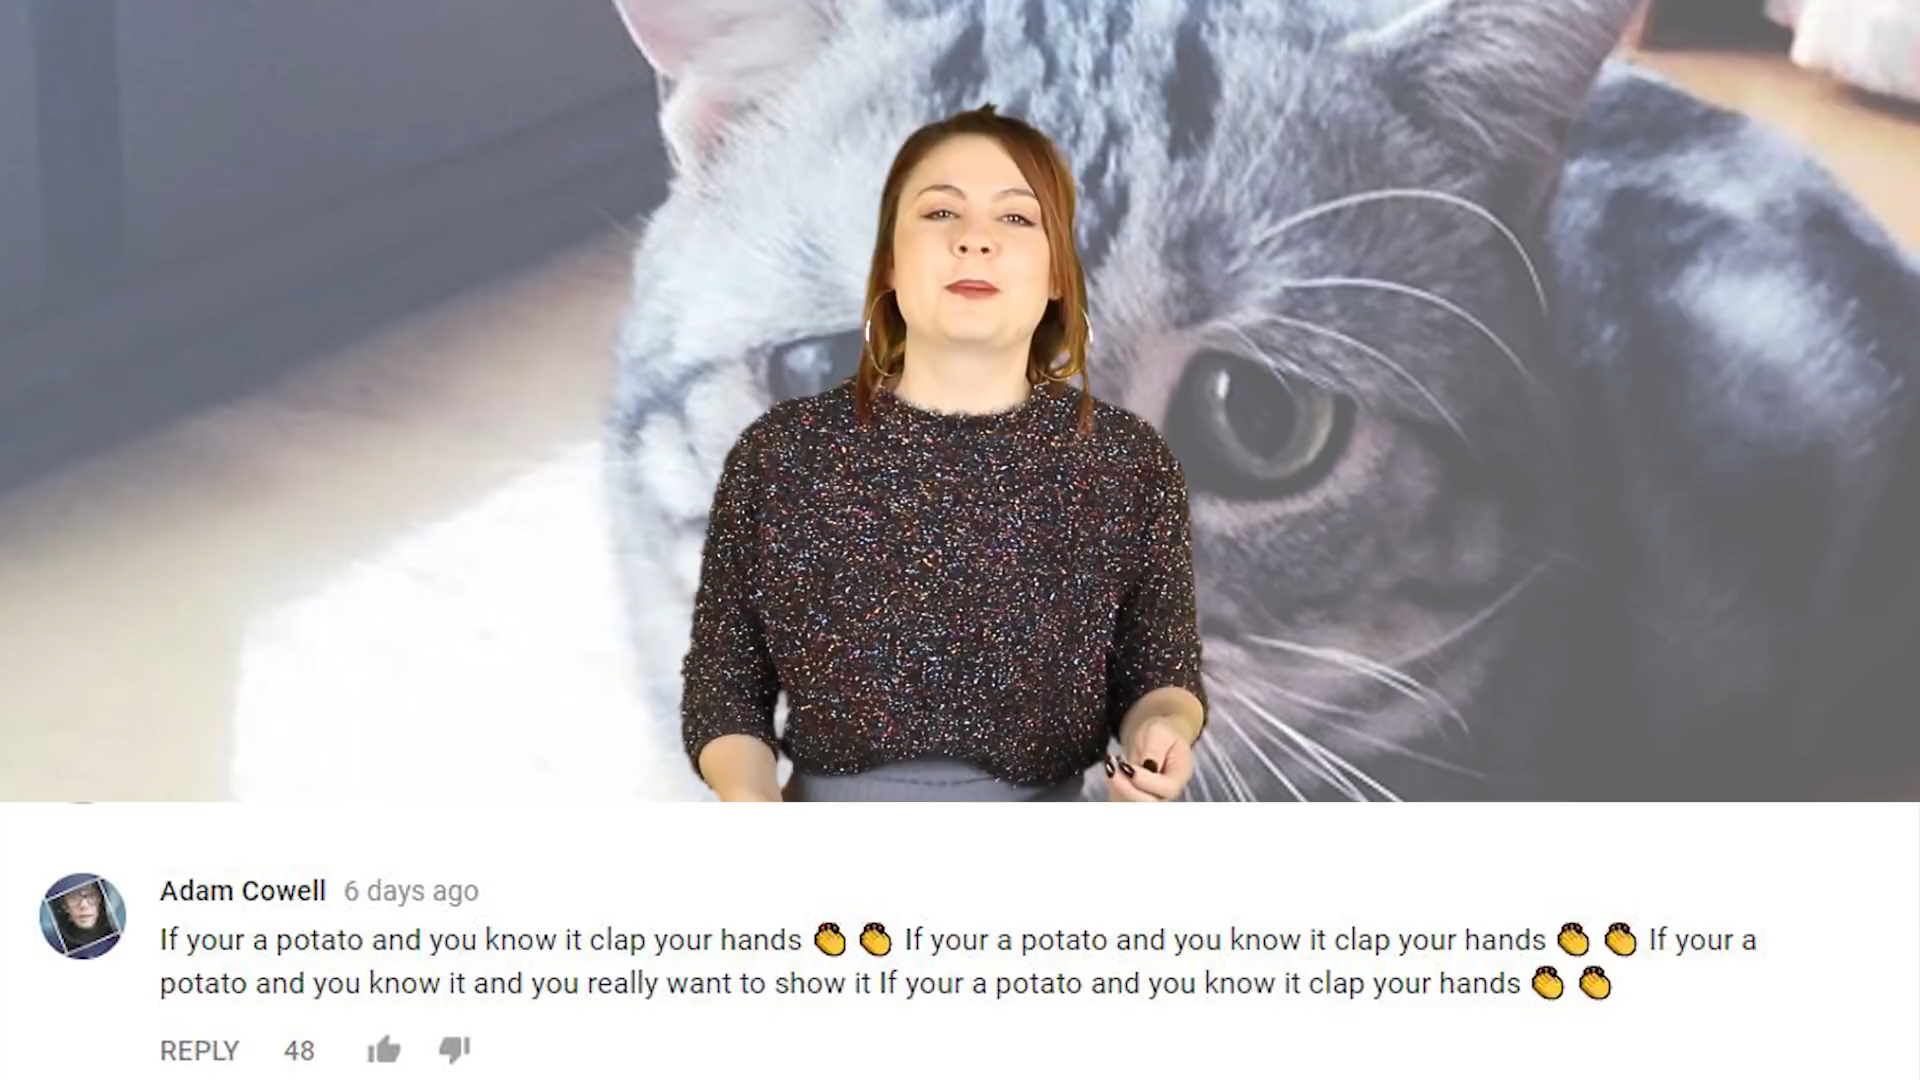 Adam Cowell 6 days ago
If your a potato and you know it clap your hands 👏 👏 If your a potato and you know it clap your hands 👏 👏 If your a
potato and you know it and you really want to show it If your a potato and you know it clap your hands 👏 👏
REPLY 48